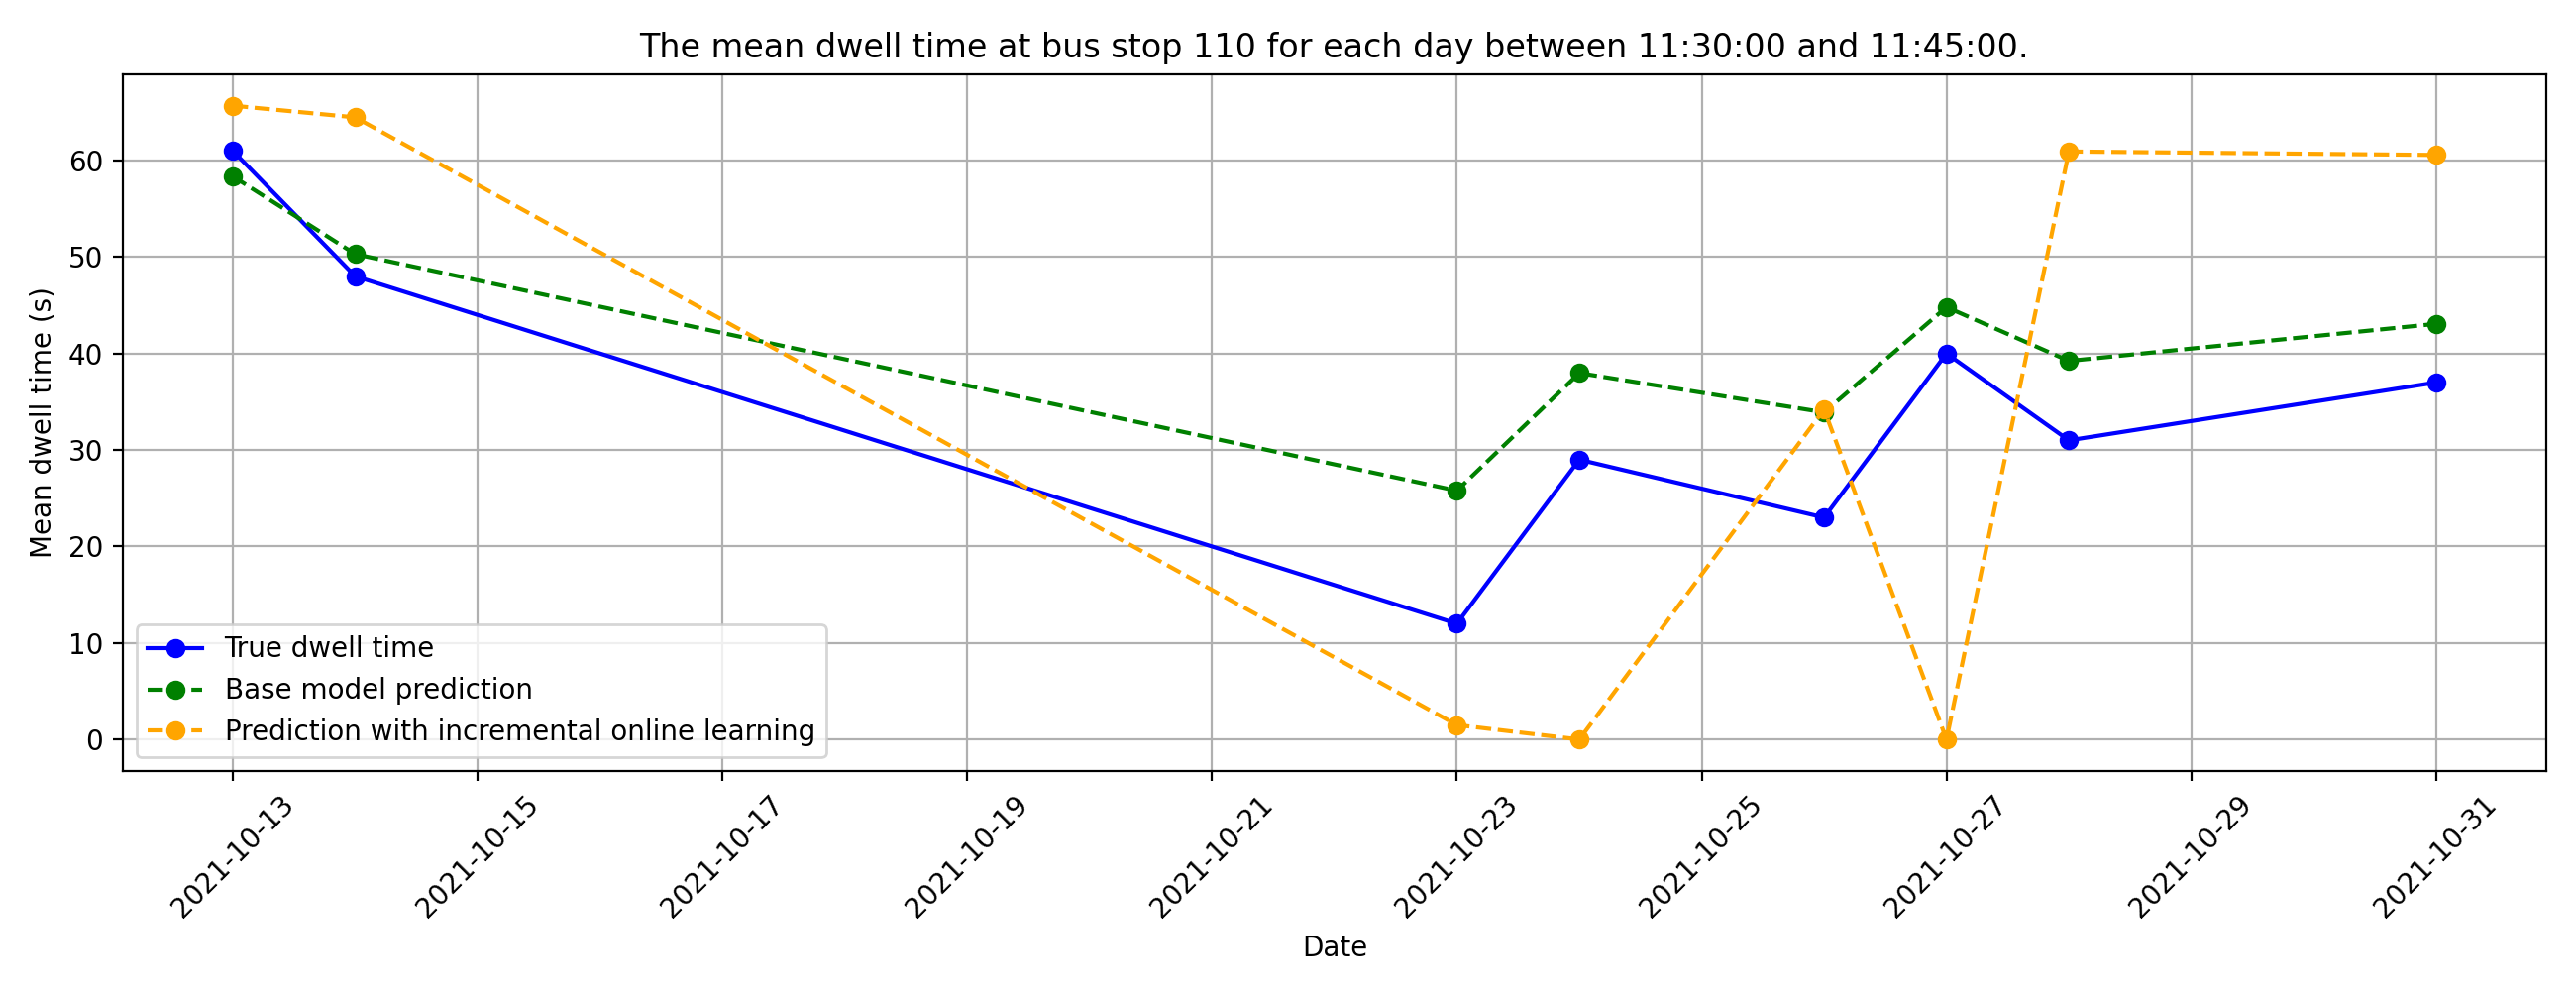 The mean dwell time at bus stop 110 for each day between 11:30:00 and 11:45:00.
Mean dwell time (s)
60
50
40
30
20
10
0
True dwell time
Base model prediction
Prediction with incremental online learning
2021-10-13
2021-10-15
2021-10-17
2021-10-19
2021-10-21
2021-10-23
2021-10-25
2021-10-27
2021-10-29
2021-10-31
Date